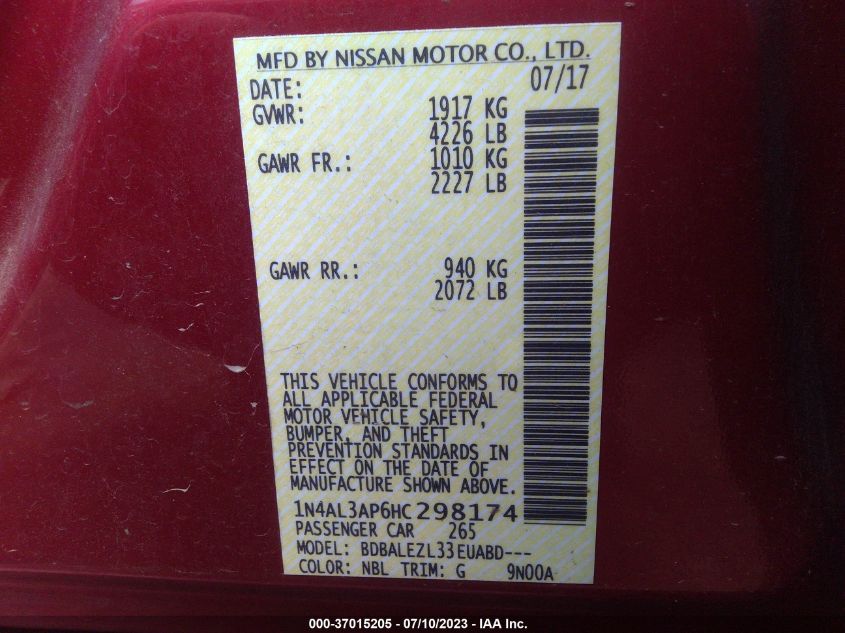 MFD BY NISSAN MOTOR CO., LTD.
DATE: 07/17
GVWR: 1917 KG
4226 LB
GAWR FR.: 1010 KG
2227 LB
GAWR RR.: 940 KG
2072 LB
THIS VEHICLE CONFORMS TO
ALL APPLICABLE FEDERAL
MOTOR VEHICLE SAFETY,
BUMPER, AND THEFT
PREVENTION STANDARDS IN
EFFECT ON THE DATE OF
MANUFACTURE SHOWN ABOVE.
1N4AL3AP6HC298174
PASSENGER CAR 265
MODEL: BDBALEZL33EUABD---
COLOR: NBL TRIM: G 9N00A
000-37015205 - 07/10/2023 - IAA Inc.